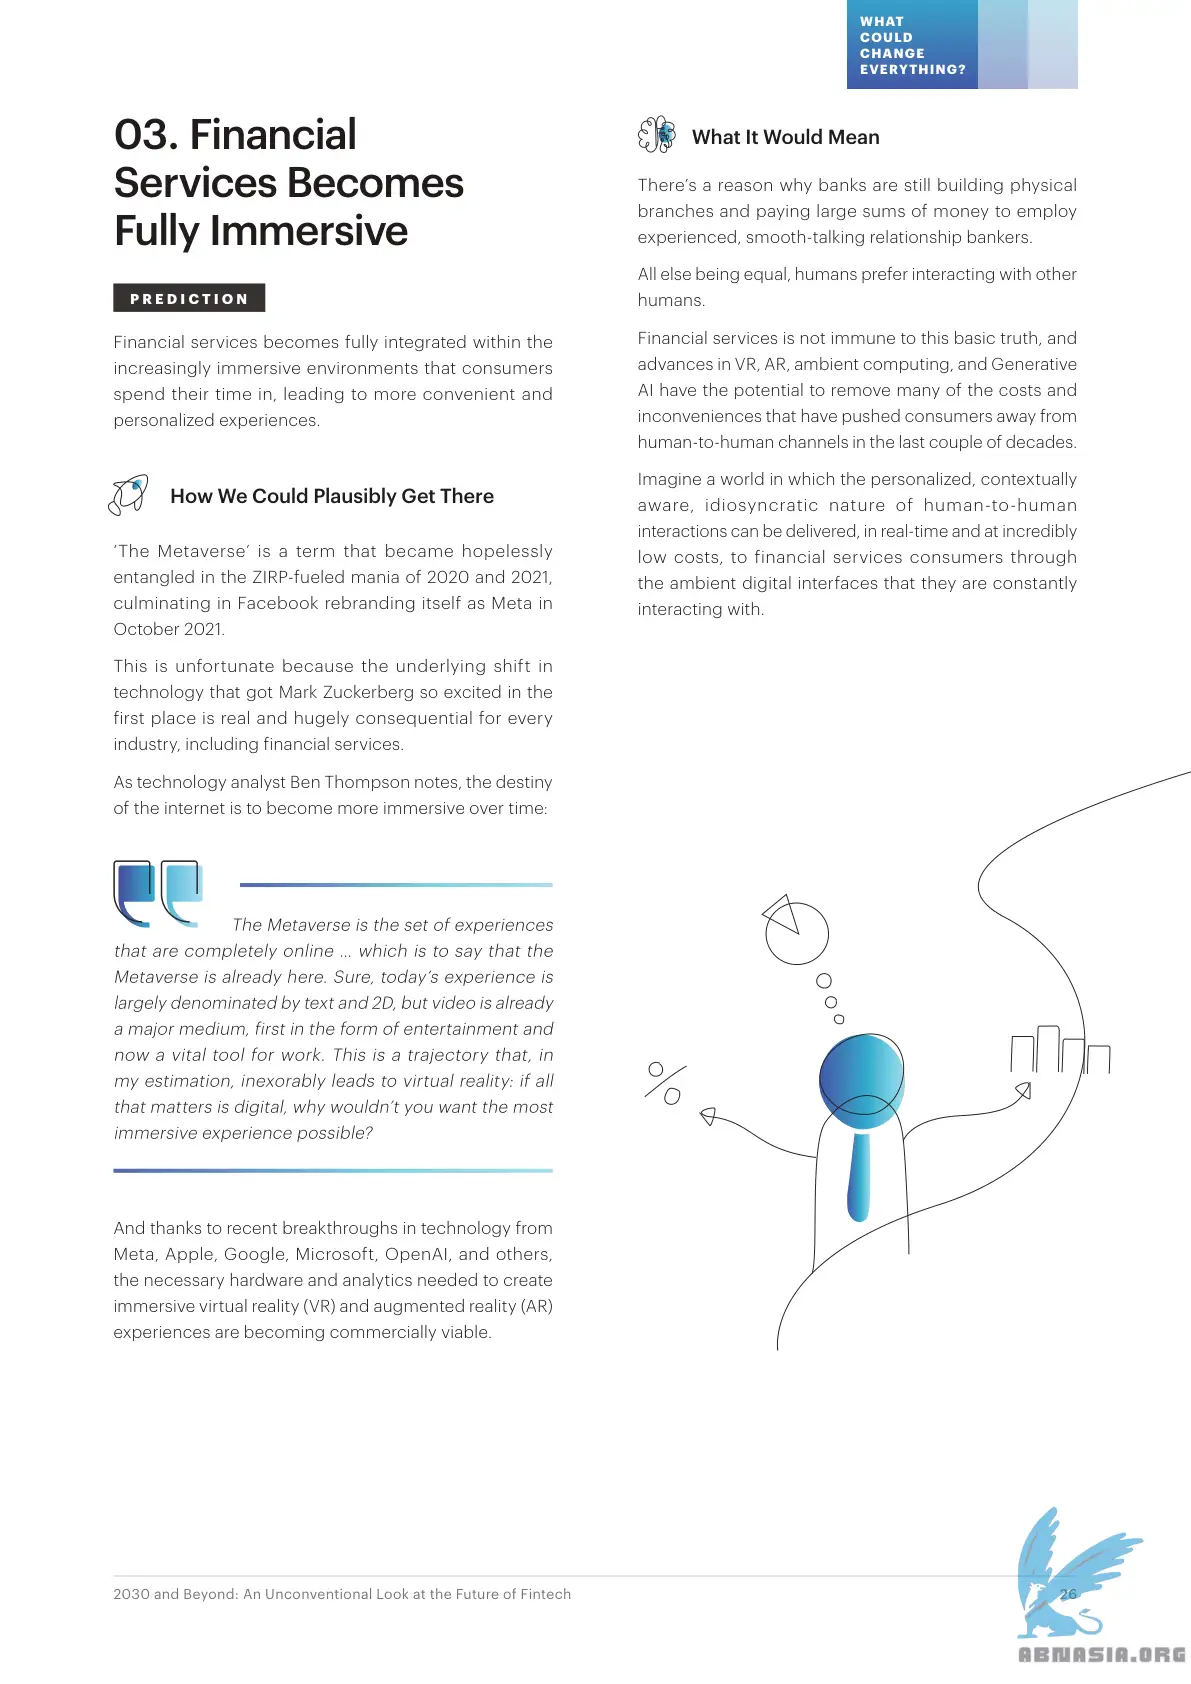 WHAT
COULD
CHANGE
EVERYTHING?
03. Financial
Services Becomes
Fully Immersive
PREDICTION
Financial services becomes fully integrated within the
increasingly immersive environments that consumers
spend their time in, leading to more convenient and
personalized experiences.
How We Could Plausibly Get There
‘The Metaverse’ is a term that became hopelessly
entangled in the ZIRP-fueled mania of 2020 and 2021,
culminating in Facebook rebranding itself as Meta in
October 2021.
This is unfortunate because the underlying shift in
technology that got Mark Zuckerberg so excited in the
first place is real and hugely consequential for every
industry, including financial services.
As technology analyst Ben Thompson notes, the destiny
of the internet is to become more immersive over time:
The Metaverse is the set of experiences
that are completely online ... which is to say that the
Metaverse is already here. Sure, today’s experience is
largely denominated by text and 2D, but video is already
a major medium, first in the form of entertainment and
now a vital tool for work. This is a trajectory that, in
my estimation, inexorably leads to virtual reality: if all
that matters is digital, why wouldn’t you want the most
immersive experience possible?
And thanks to recent breakthroughs in technology from
Meta, Apple, Google, Microsoft, OpenAI, and others,
the necessary hardware and analytics needed to create
immersive virtual reality (VR) and augmented reality (AR)
experiences are becoming commercially viable.
What It Would Mean
There’s a reason why banks are still building physical
branches and paying large sums of money to employ
experienced, smooth-talking relationship bankers.
All else being equal, humans prefer interacting with other
humans.
Financial services is not immune to this basic truth, and
advances in VR, AR, ambient computing, and Generative
AI have the potential to remove many of the costs and
inconveniences that have pushed consumers away from
human-to-human channels in the last couple of decades.
Imagine a world in which the personalized, contextually
aware, idiosyncratic nature of human-to-human
interactions can be delivered, in real-time and at incredibly
low costs, to financial services consumers through
the ambient digital interfaces that they are constantly
interacting with.
%
2030 and Beyond: An Unconventional Look at the Future of Fintech
26
ABNASIA.ORG